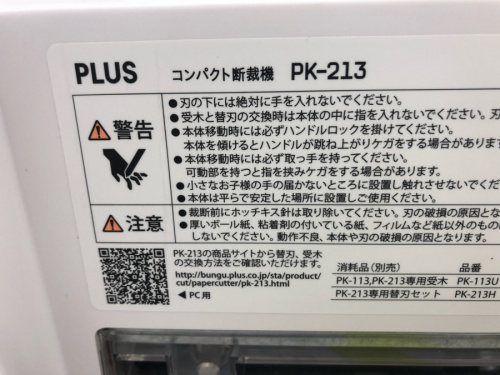 PLUS コンパクト断裁機 PK-213
警告
●刃の下には絶対に手を入れないでください。
●受木と替刃の交換時は本体の中に指を入れないでください。刃
●本体移動時には必ずハンドルロックを掛けてください。
本体を傾けるとハンドルが跳ね上がりケガをする場合があります
●本体移動時には必ず取っ手を持ってください。
可動部を持つと指を挟みケガをする場合があります。
●小さなお子様の手の届かないところに設置し触れさせないでくだ
●本体は平らで安定した場所に設置しご使用ください。
注意
●裁断前にホッチキス針は取り除いてください。刃の破損の原因とな
●厚いボール紙、粘着剤の付いている紙、フィルムなど紙以外のもの
しないでください。動作不良、本体や刃の破損の原因となります。
PK-213の商品サイトから替刃、受木
の交換方法をご確認いただけます。
http://bungu.plus.co.jp/sta/product/
cut/papercutter/pk-213.html
◀PC用
消耗品(別売) 品番
PK-113,PK-213専用受木 PK-113U
PK-213専用替刃セット PK-213H